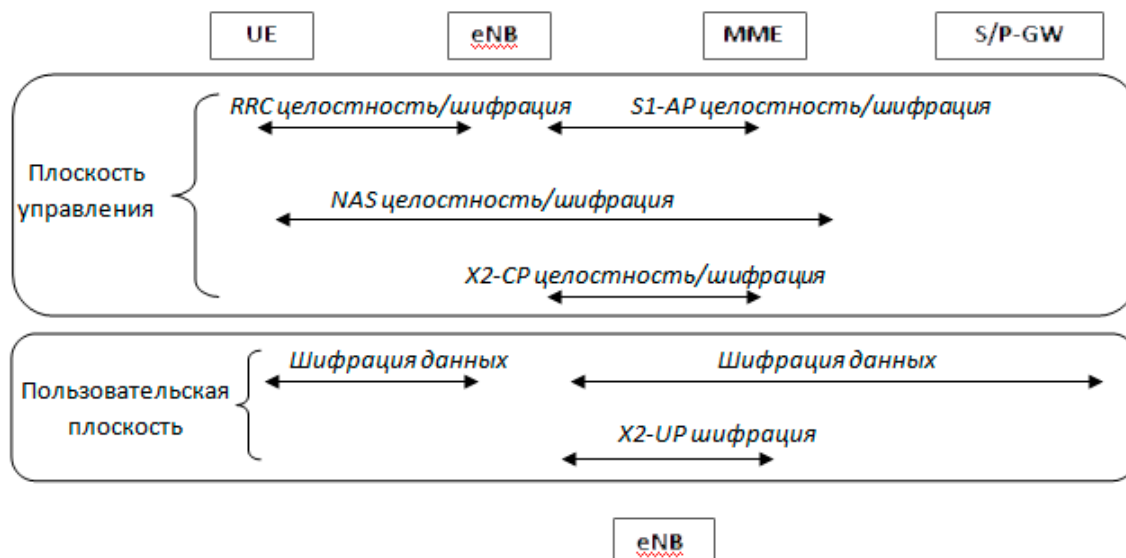 UE eNB MME S/P-GW
RRC целостность/шифрация S1-AP целостность/шифрация
Плоскость
управления
NAS целостность/шифрация
X2-CP целостность/шифрация
Шифрация данных Шифрация данных
Пользовательская
плоскость
X2-UP шифрация
eNB